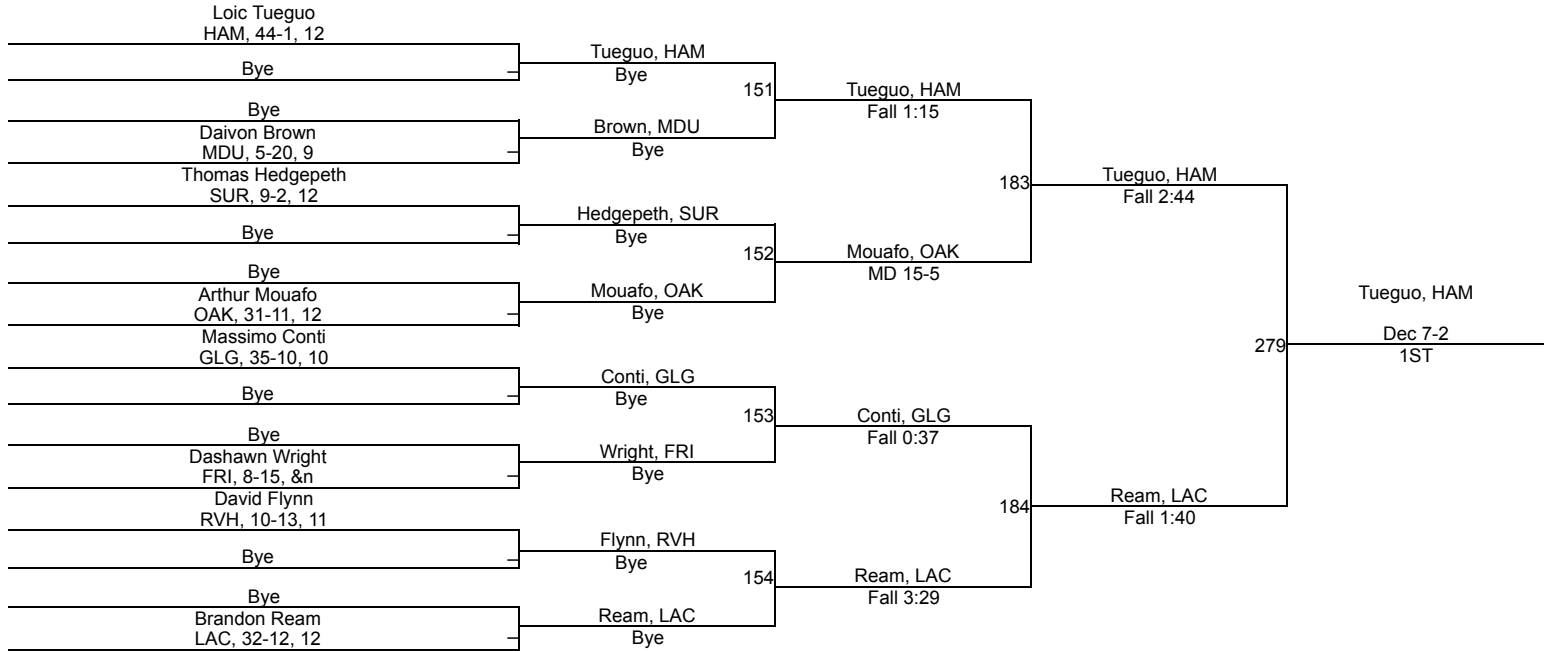 Loic Tueguo
HAM, 44-1, 12
Bye
Bye
Daivon Brown
MDU, 5-20, 9
Thomas Hedgepeth
SUR, 9-2, 12
Bye
Bye
Arthur Mouafo
OAK, 31-11, 12
Massimo Conti
GLG, 35-10, 10
Bye
Bye
Dashawn Wright
FRI, 8-15, &n
David Flynn
RVH, 10-13, 11
Bye
Bye
Brandon Ream
LAC, 32-12, 12
Tueguo, HAM
Bye
151
Brown, MDU
Bye
Hedgepeth, SUR
Bye
152
Mouafo, OAK
Bye
Conti, GLG
Bye
153
Wright, FRI
Bye
Flynn, RVH
Bye
154
Ream, LAC
Bye
Tueguo, HAM
Fall 1:15
183
Mouafo, OAK
MD 15-5
Conti, GLG
Fall 0:37
184
Ream, LAC
Fall 3:29
Tueguo, HAM
Fall 2:44
279
Ream, LAC
Fall 1:40
Tueguo, HAM
Dec 7-2
1ST